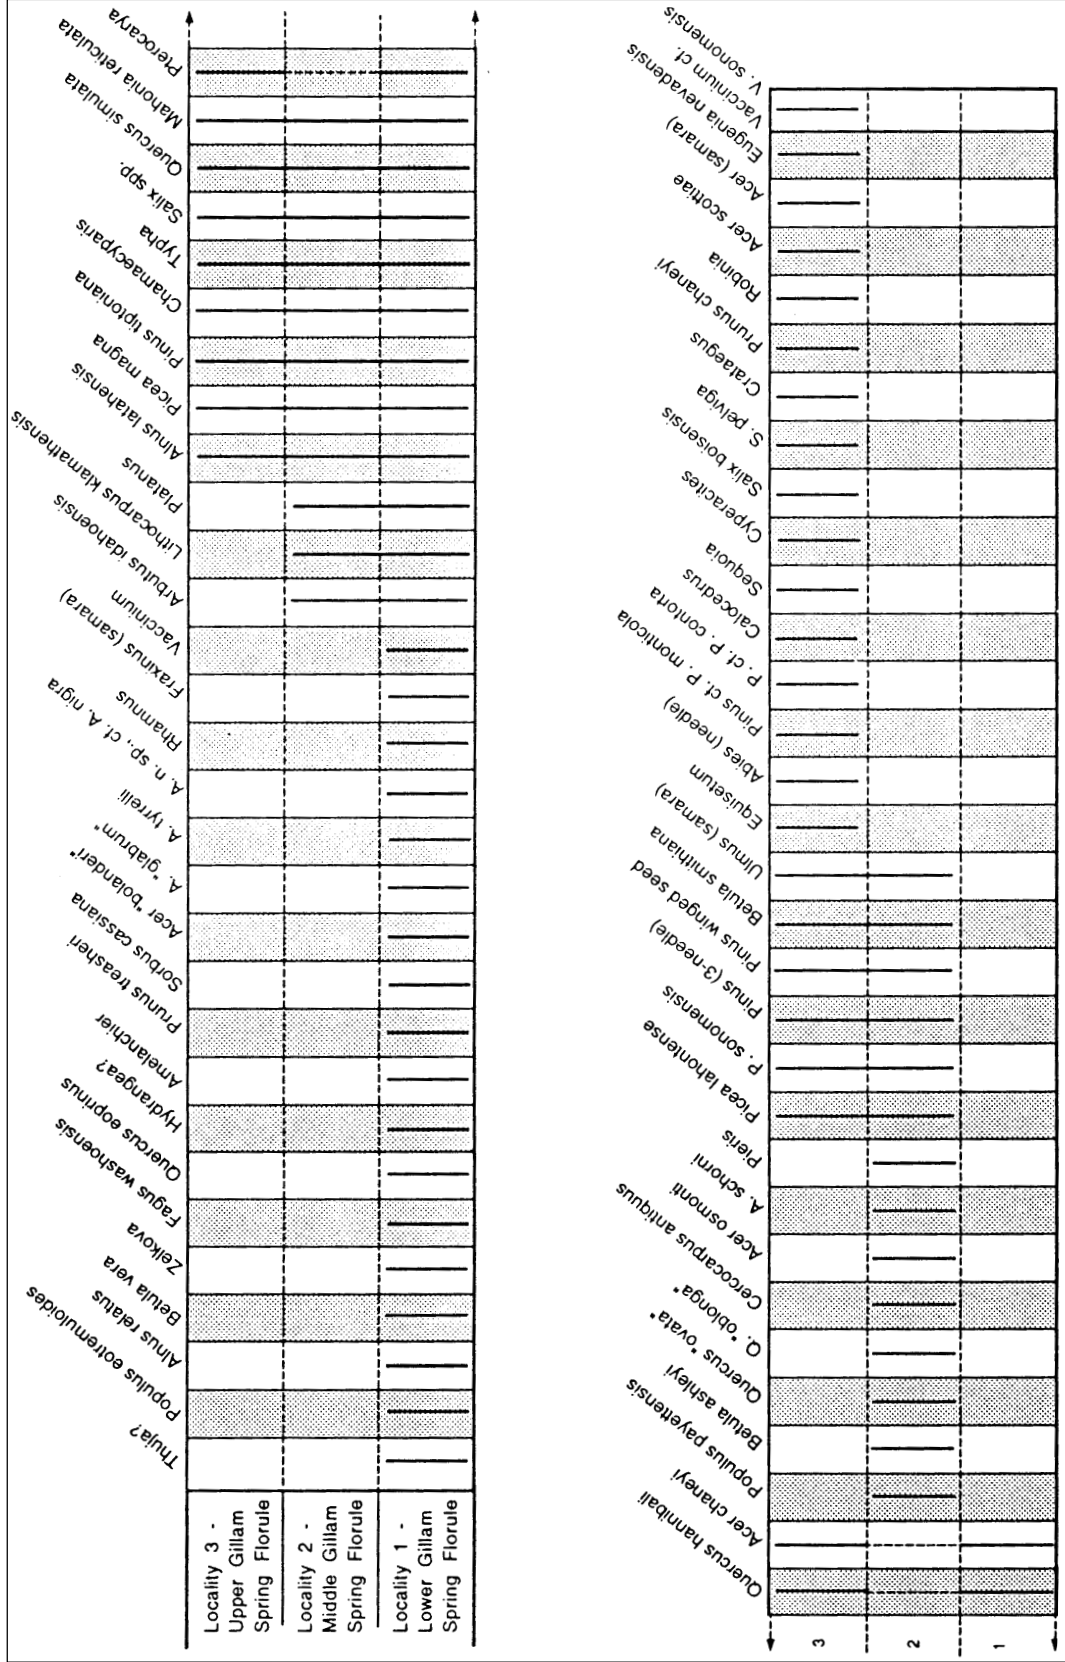 Pterocarya
Mahonia reticulata
Quercus simulata
Salix spp.
Typha
Chamaecyparis
Pinus tiptoniana
Picea magna
Alnus latahensis
Platanus
Lithocarpus klamathensis
Arbutus idahoensis
Vaccinium
Fraxinus (samara)
Rhamnus
A. n. sp., cf. A. nigra
A. tyrrelli
A. "glabrum"
Acer "bolanderi"
Sorbus cassiana
Prunus treasheri
Amelanchier
Hydrangea?
Quercus eoprinus
Fagus washoensis
Zelkova
Betula vera
Alnus relatus
Populus eotremuloides
Thuja?
Locality 3 -
Upper Gillam
Spring Florule
Locality 2 -
Middle Gillam
Spring Florule
Locality 1 -
Lower Gillam
Spring Florule
V. sonomensis
Vaccinium cf.
Eugenia nevadensis
Acer (samara)
Acer scottiae
Robinia
Prunus chaneyi
Crataegus
S. pelviga
Salix boisensis
Cyperacites
Sequoia
Calocedrus
P. cf. P. contorta
Pinus cf. P. monticola
Abies (needle)
Equisetum
Ulmus (samara)
Betula smithiana
Pinus winged seed
Pinus (3-needle)
P. sonomensis
Picea lahontense
Pieris
A. schorni
Acer osmonti
Cercocarpus antiquus
Q. "oblonga"
Quercus "ovata"
Betula ashleyi
Populus payettensis
Acer chaneyi
Quercus hannibali
3
2
1